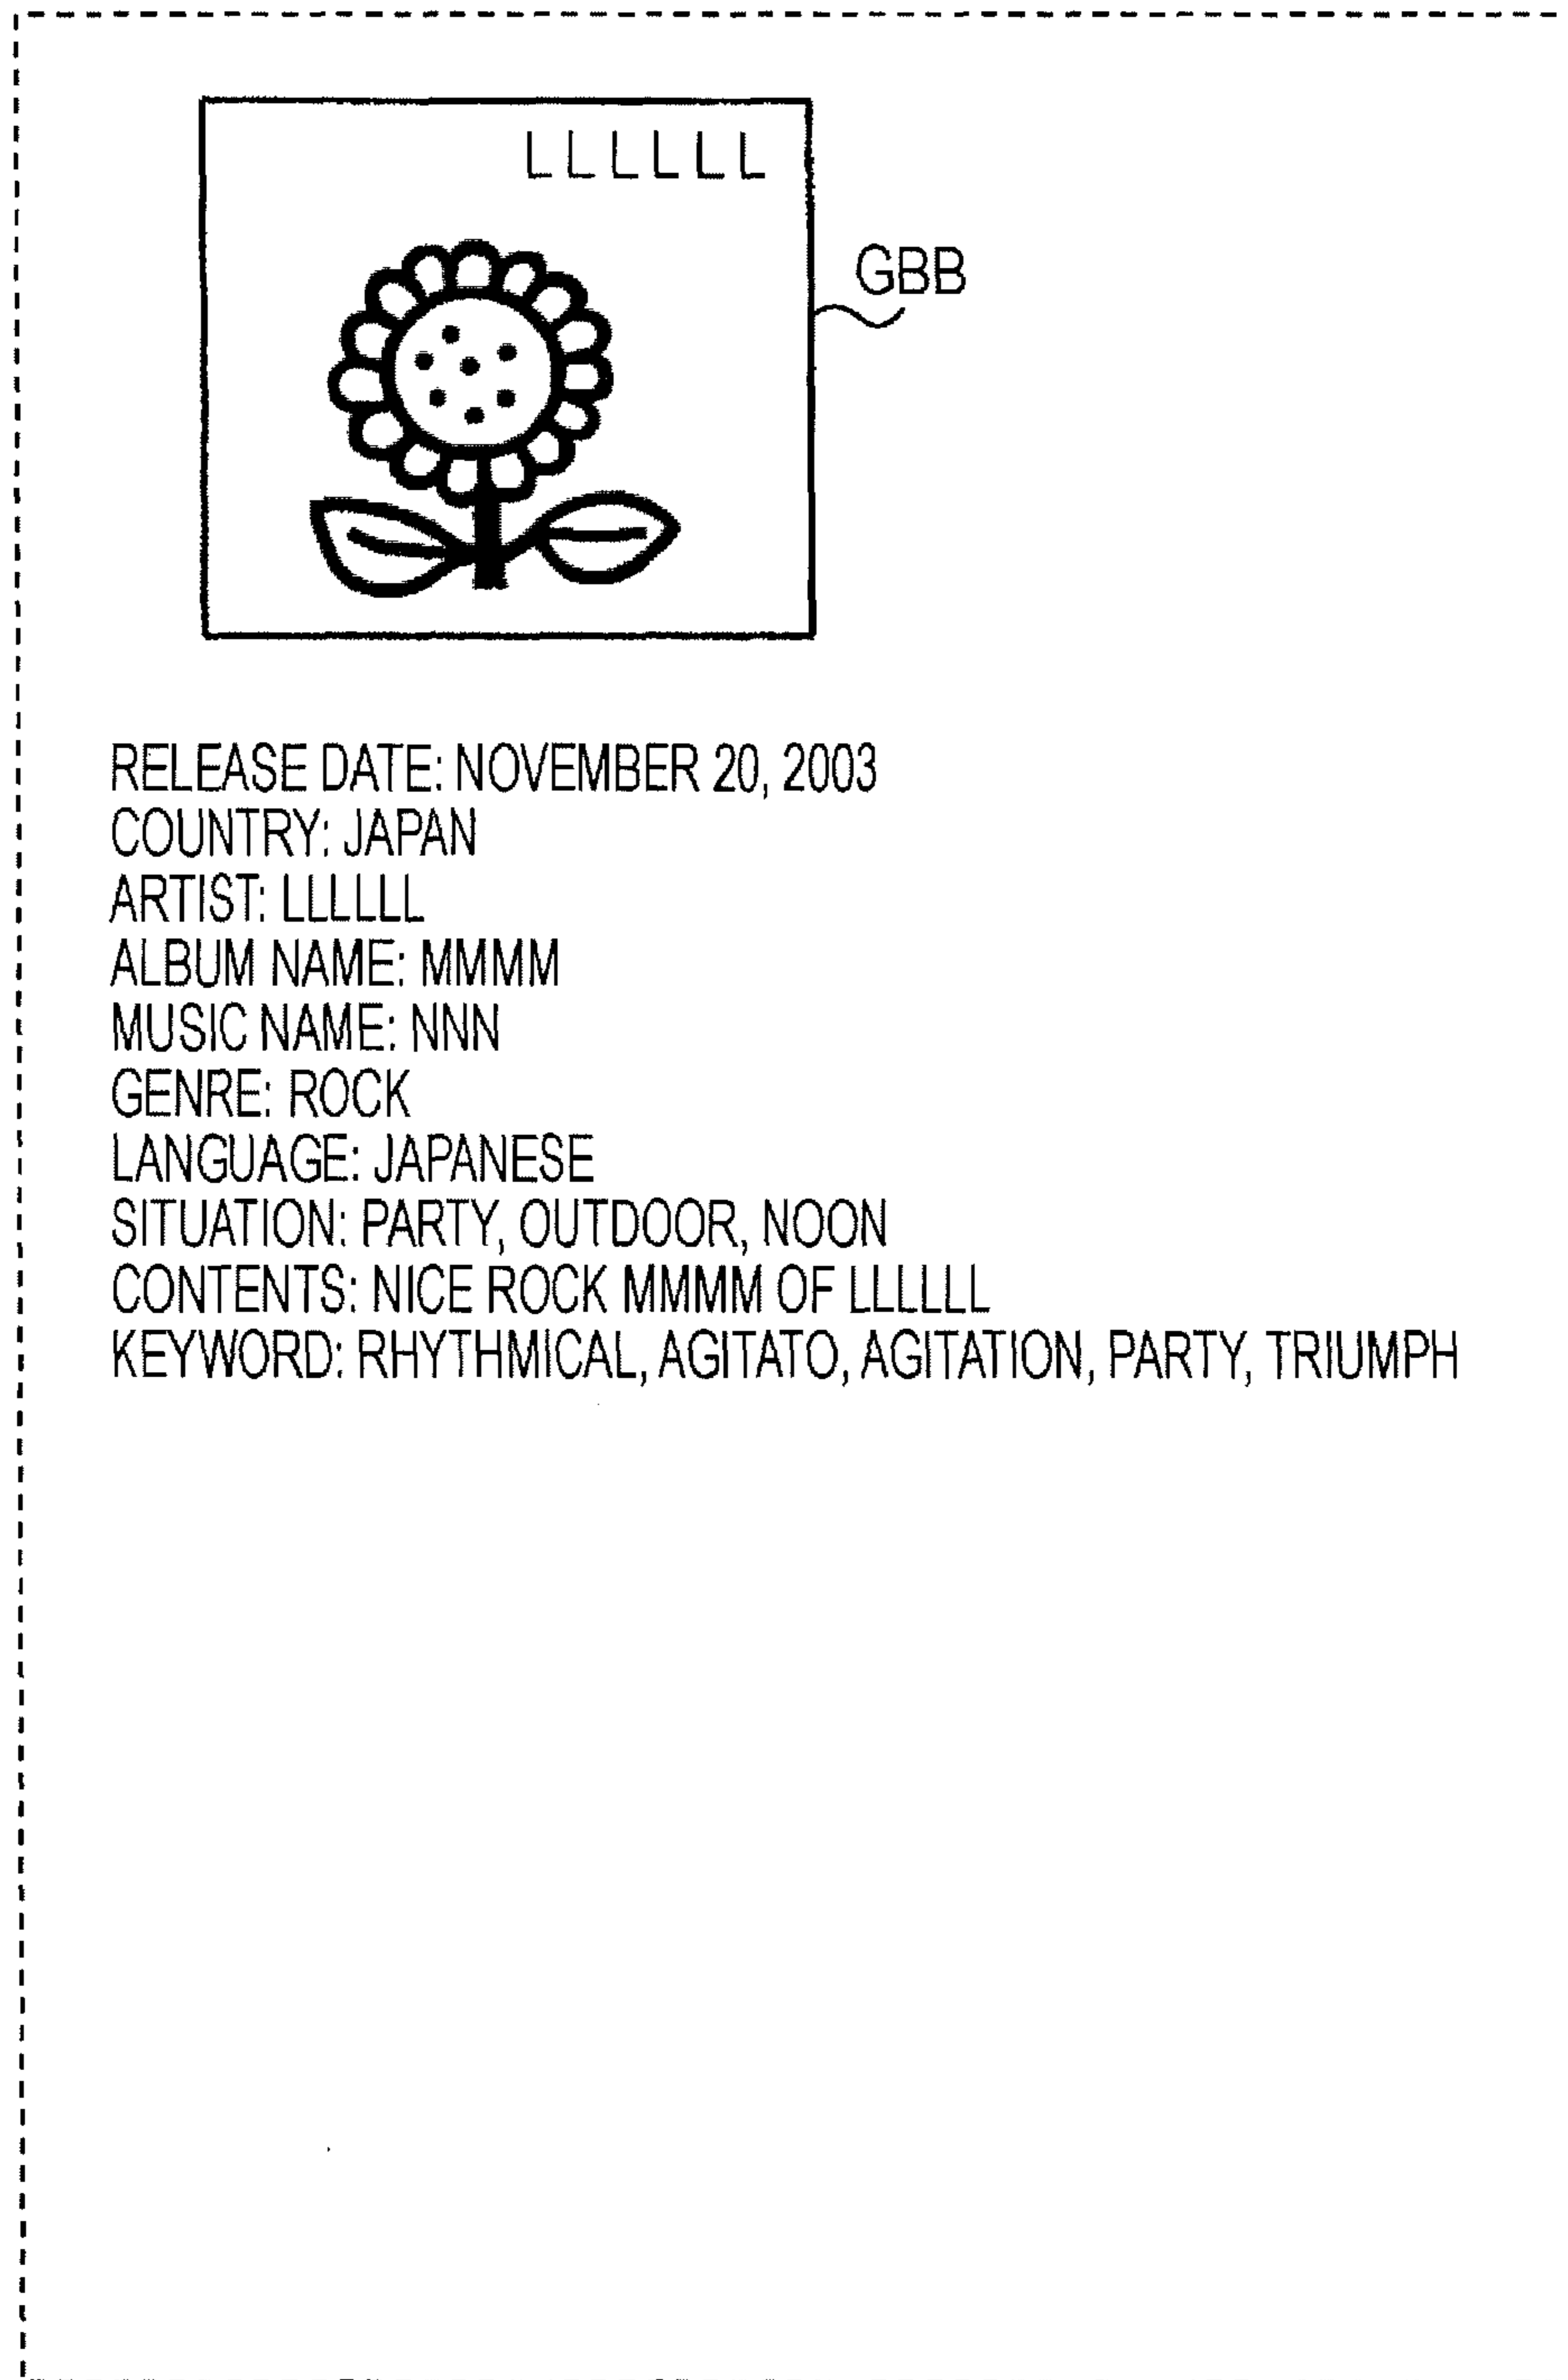 L L L L L L
GBB
RELEASE DATE: NOVEMBER 20, 2003
COUNTRY: JAPAN
ARTIST: LLLLLL
ALBUM NAME: MMMM
MUSIC NAME: NNN
GENRE: ROCK
LANGUAGE: JAPANESE
SITUATION: PARTY, OUTDOOR, NOON
CONTENTS: NICE ROCK MMMM OF LLLLLL
KEYWORD: RHYTHMICAL, AGITATO, AGITATION, PARTY, TRIUMPH